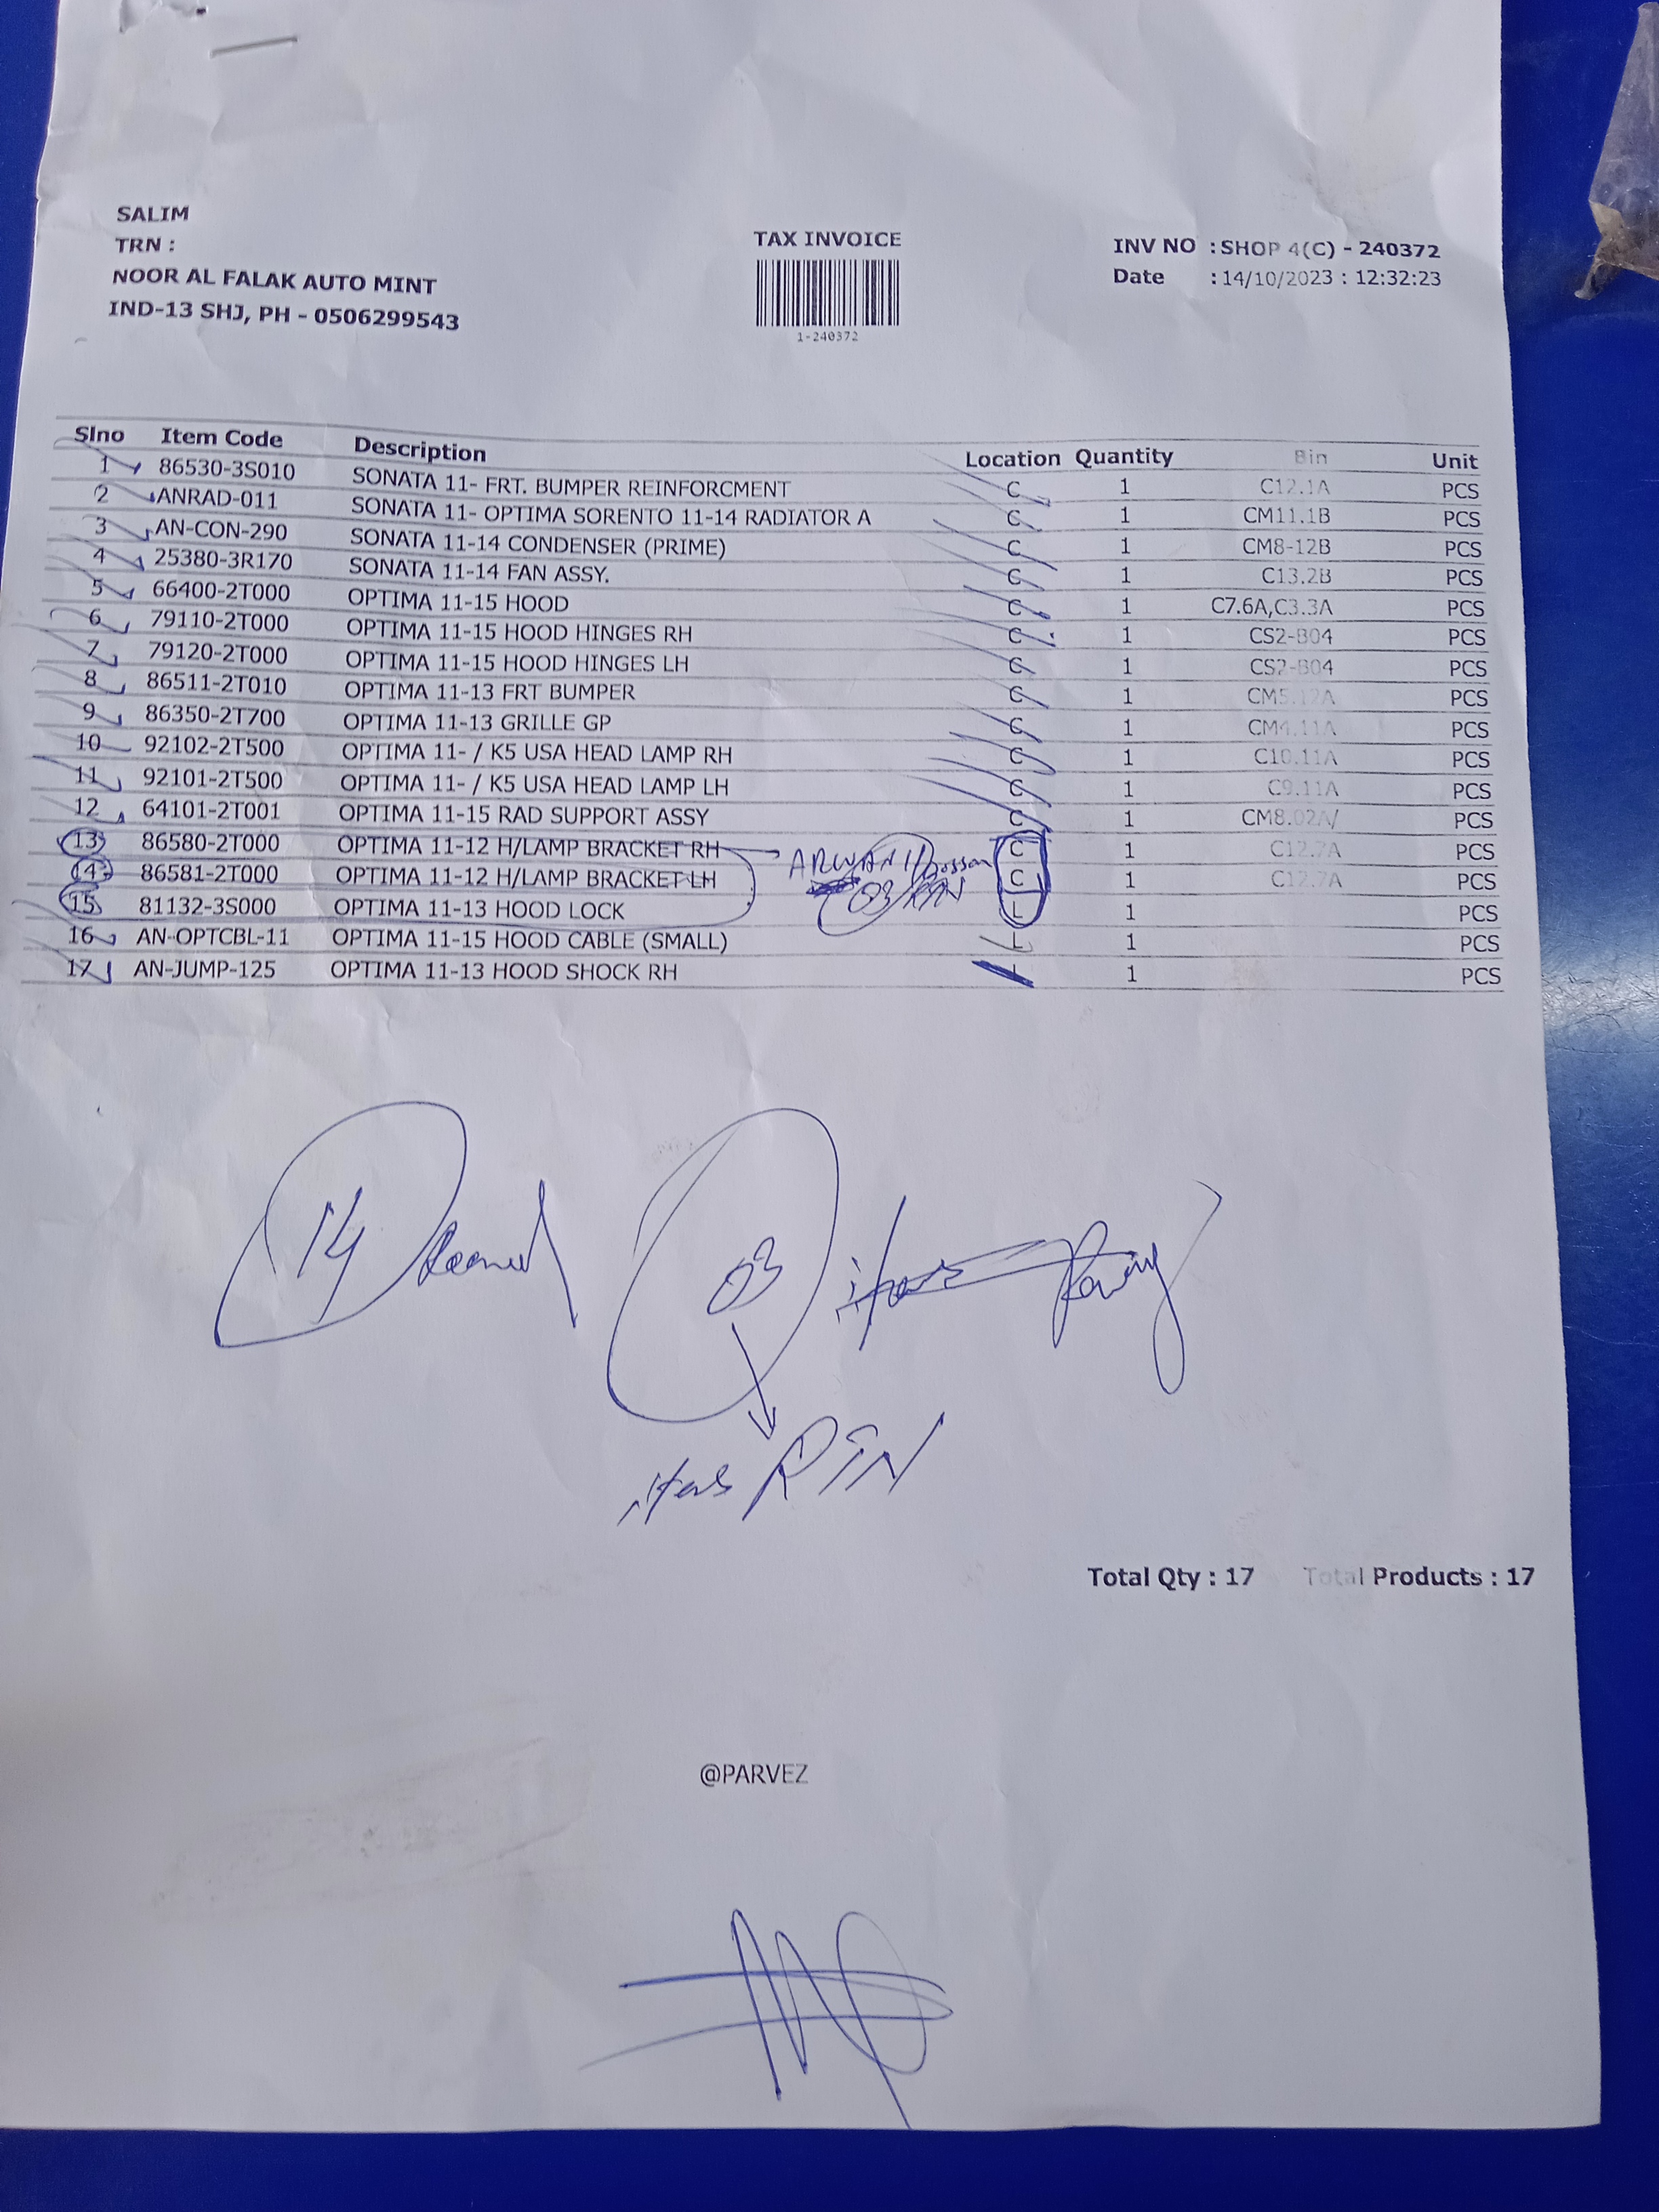 SALIM
TRN :
NOOR AL FALAK AUTO MINT
IND-13 SHJ, PH - 0506299543
TAX INVOICE
1-240372
INV NO : SHOP 4(C) - 240372
Date : 14/10/2023 : 12:32:23
Slno Item Code Description Location Quantity Bin Unit
1 86530-3S010 SONATA 11- FRT. BUMPER REINFORCMENT C 1 C12.1A PCS
2 ANRAD-011 SONATA 11- OPTIMA SORENTO 11-14 RADIATOR A C 1 CM11.1B PCS
3 AN-CON-290 SONATA 11-14 CONDENSER (PRIME) C 1 CM8-12B PCS
4 25380-3R170 SONATA 11-14 FAN ASSY. C 1 C13.2B PCS
5 66400-2T000 OPTIMA 11-15 HOOD C 1 C7.6A,C3.3A PCS
6 79110-2T000 OPTIMA 11-15 HOOD HINGES RH C 1 CS2-B04 PCS
7 79120-2T000 OPTIMA 11-15 HOOD HINGES LH C 1 CS2-B04 PCS
8 86511-2T010 OPTIMA 11-13 FRT BUMPER C 1 CM5.12A PCS
9 86350-2T700 OPTIMA 11-13 GRILLE GP C 1 CM4.11A PCS
10 92102-2T500 OPTIMA 11- / K5 USA HEAD LAMP RH C 1 C10.11A PCS
11 92101-2T500 OPTIMA 11- / K5 USA HEAD LAMP LH C 1 C9.11A PCS
12 64101-2T001 OPTIMA 11-15 RAD SUPPORT ASSY C 1 CM8.02A/ PCS
13 86580-2T000 OPTIMA 11-12 H/LAMP BRACKET RH C 1 C12.7A PCS
14 86581-2T000 OPTIMA 11-12 H/LAMP BRACKET LH C 1 C12.7A PCS
15 81132-3S000 OPTIMA 11-13 HOOD LOCK L 1 PCS
16 AN-OPTCBL-11 OPTIMA 11-15 HOOD CABLE (SMALL) L 1 PCS
17 AN-JUMP-125 OPTIMA 11-13 HOOD SHOCK RH L 1 PCS
03 RTN
14 03
RTN
Total Qty : 17 Total Products : 17
@PARVEZ